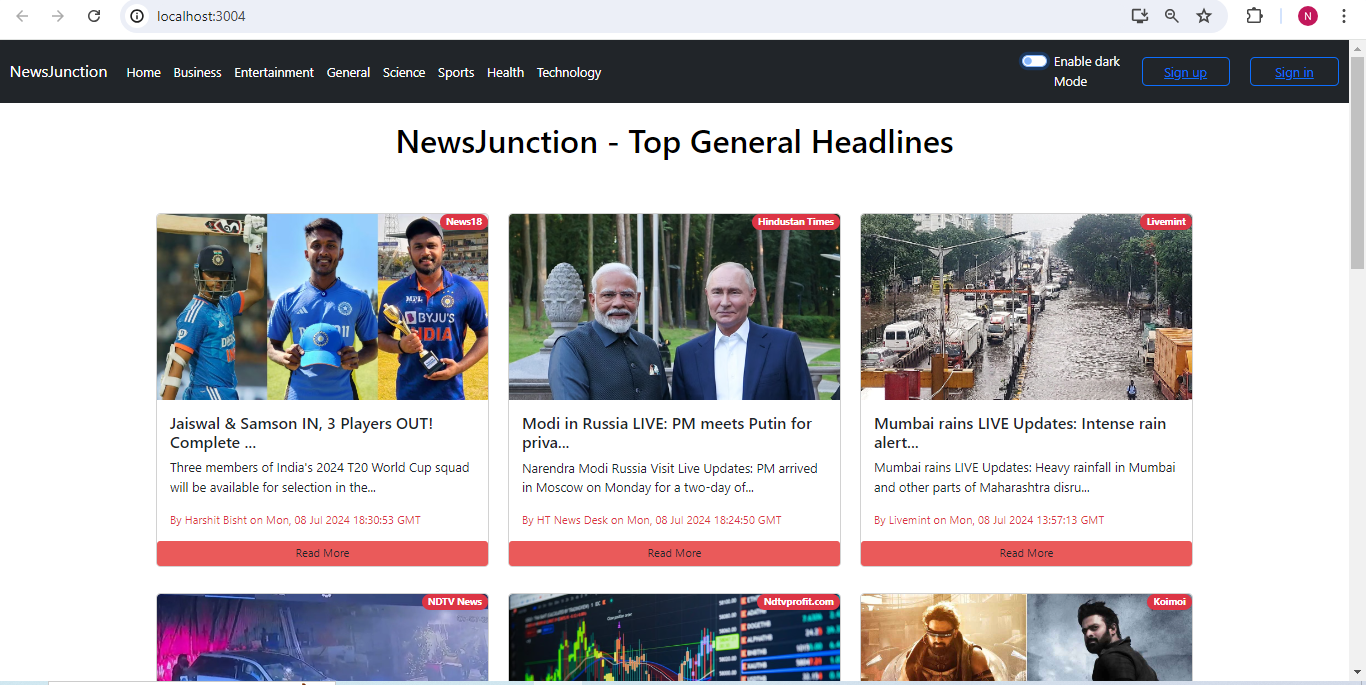 localhost:3004
N
NewsJunction Home Business Entertainment General Science Sports Health Technology
Enable dark
Mode
Sign up Sign in
NewsJunction - Top General Headlines
News18
Hindustan Times
Livemint
MPL
BYJU'S
INDIA
Jaiswal & Samson IN, 3 Players OUT!
Complete ...
Three members of India's 2024 T20 World Cup squad
will be available for selection in the...
By Harshit Bisht on Mon, 08 Jul 2024 18:30:53 GMT
Read More
Modi in Russia LIVE: PM meets Putin for
priva...
Narendra Modi Russia Visit Live Updates: PM arrived
in Moscow on Monday for a two-day of...
By HT News Desk on Mon, 08 Jul 2024 18:24:50 GMT
Read More
Mumbai rains LIVE Updates: Intense rain
alert...
Mumbai rains LIVE Updates: Heavy rainfall in Mumbai
and other parts of Maharashtra disru...
By Livemint on Mon, 08 Jul 2024 13:57:13 GMT
Read More
NDTV News
Ndtvprofit.com
Koimoi